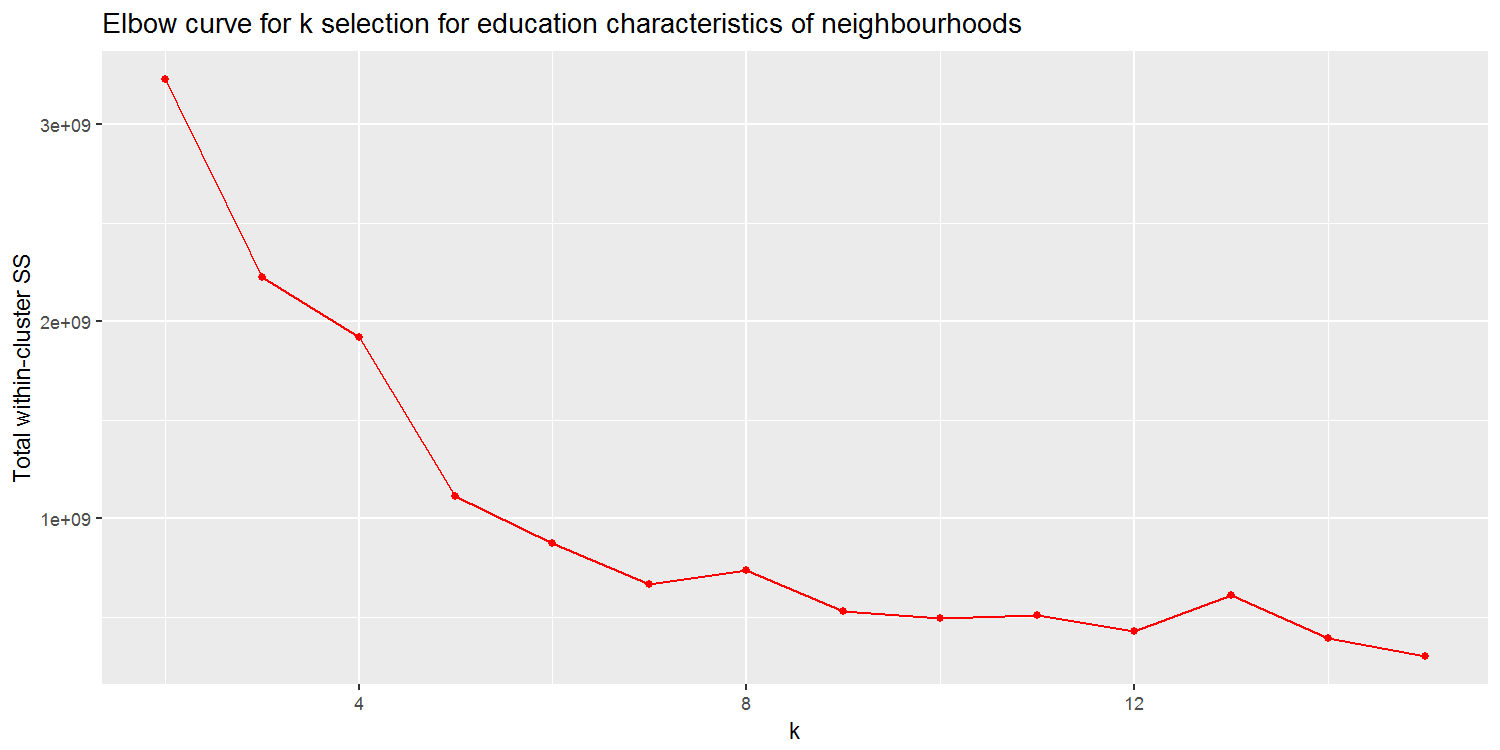 Elbow curve for k selection for education characteristics of neighbourhoods
Total within-cluster SS
3e+09
2e+09
1e+09
4
8
12
k